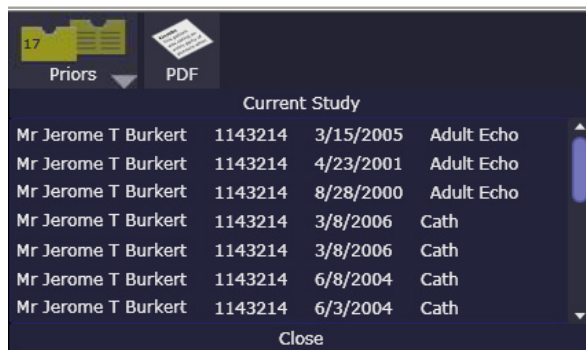 17
Priors PDF
Current Study
Mr Jerome T Burkert 1143214 3/15/2005 Adult Echo
Mr Jerome T Burkert 1143214 4/23/2001 Adult Echo
Mr Jerome T Burkert 1143214 8/28/2000 Adult Echo
Mr Jerome T Burkert 1143214 3/8/2006 Cath
Mr Jerome T Burkert 1143214 3/8/2006 Cath
Mr Jerome T Burkert 1143214 6/8/2004 Cath
Mr Jerome T Burkert 1143214 6/3/2004 Cath
Close